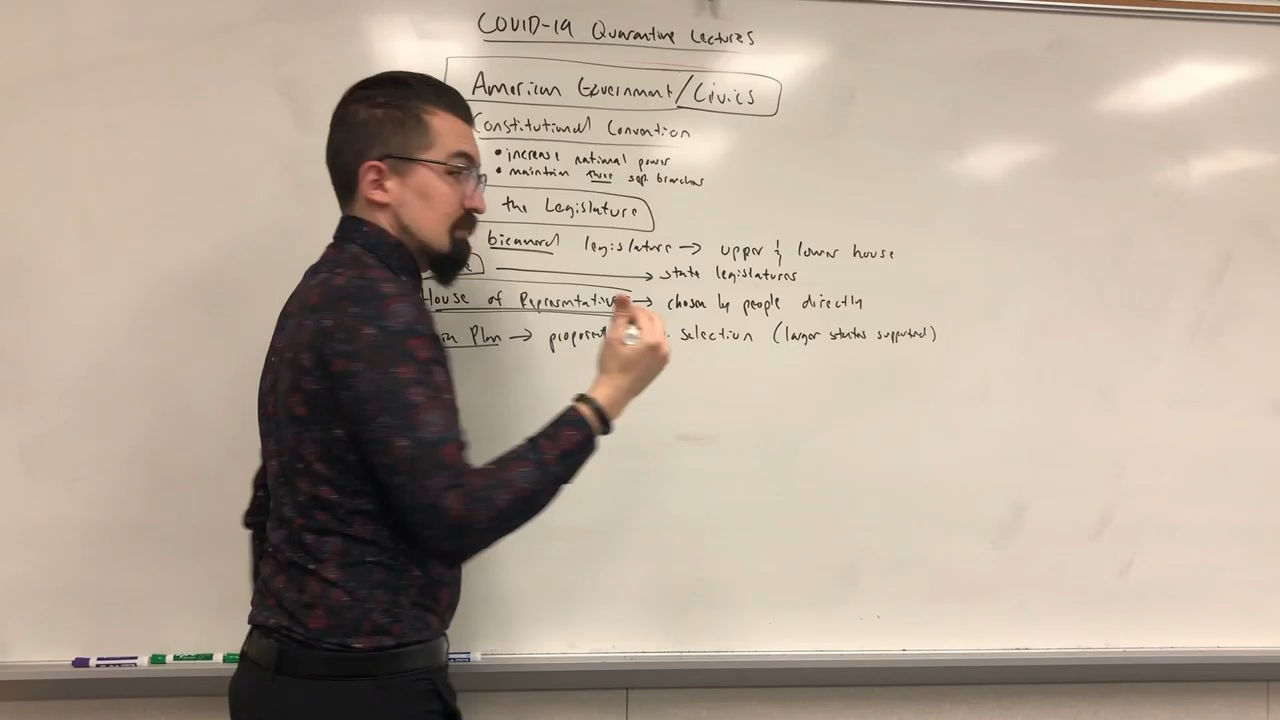 COVID-19 Quarantine Lectures
American Government/Civics
Constitutional Convention
• increase national power
• maintain three sep. branches
the Legislature
bicameral legislature → upper & lower house
→ state legislatures
House of Representatives → chosen by people directly
Plan → selection (larger states supported)